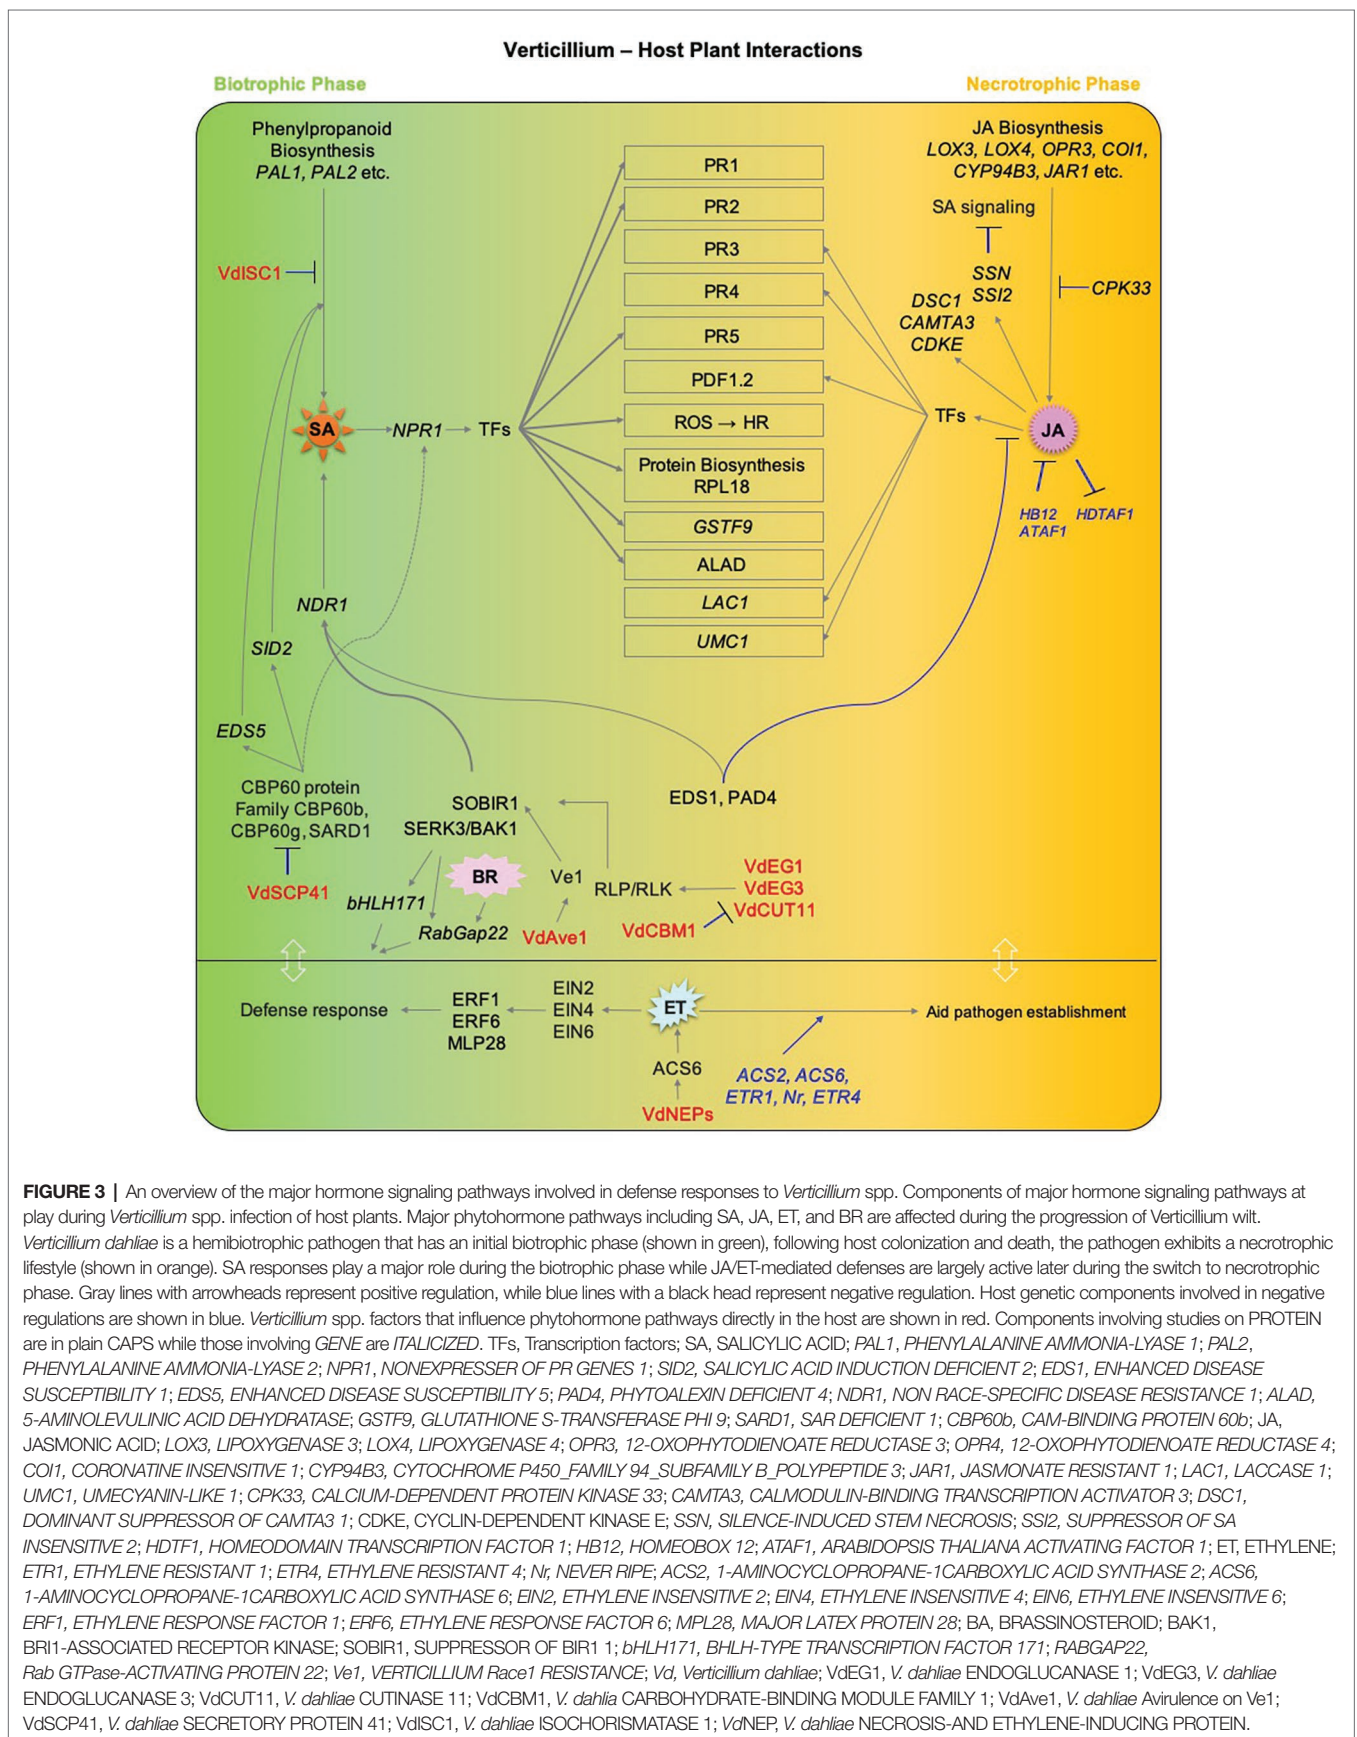 Verticillium – Host Plant Interactions
Biotrophic Phase
Necrotrophic Phase
Phenylpropanoid
Biosynthesis
PAL1, PAL2 etc.
VdISC1
SA
NPR1
TFs
NDR1
SID2
EDS5
CBP60 protein
Family CBP60b,
CBP60g, SARD1
VdSCP41
PR1
PR2
PR3
PR4
PR5
PDF1.2
ROS → HR
Protein Biosynthesis
RPL18
GSTF9
ALAD
LAC1
UMC1
JA Biosynthesis
LOX3, LOX4, OPR3, COI1,
CYP94B3, JAR1 etc.
SA signaling
SSN
SSI2
CPK33
DSC1
CAMTA3
CDKE
TFs
JA
HB12
ATAF1
HDTAF1
EDS1, PAD4
SOBIR1
SERK3/BAK1
BR
bHLH171
RabGap22
Ve1
VdAve1
RLP/RLK
VdEG1
VdEG3
VdCUT11
VdCBM1
Defense response
ERF1
ERF6
MLP28
EIN2
EIN4
EIN6
ET
Aid pathogen establishment
ACS6
VdNEPs
ACS2, ACS6,
ETR1, Nr, ETR4
FIGURE 3 | An overview of the major hormone signaling pathways involved in defense responses to Verticillium spp. Components of major hormone signaling pathways at
play during Verticillium spp. infection of host plants. Major phytohormone pathways including SA, JA, ET, and BR are affected during the progression of Verticillium wilt.
Verticillium dahliae is a hemibiotrophic pathogen that has an initial biotrophic phase (shown in green), following host colonization and death, the pathogen exhibits a necrotrophic
lifestyle (shown in orange). SA responses play a major role during the biotrophic phase while JA/ET-mediated defenses are largely active later during the switch to necrotrophic
phase. Gray lines with arrowheads represent positive regulation, while blue lines with a black head represent negative regulation. Host genetic components involved in negative
regulations are shown in blue. Verticillium spp. factors that influence phytohormone pathways directly in the host are shown in red. Components involving studies on PROTEIN
are in plain CAPS while those involving GENE are ITALICIZED. TFs, Transcription factors; SA, SALICYLIC ACID; PAL1, PHENYLALANINE AMMONIA-LYASE 1; PAL2,
PHENYLALANINE AMMONIA-LYASE 2; NPR1, NONEXPRESSER OF PR GENES 1; SID2, SALICYLIC ACID INDUCTION DEFICIENT 2; EDS1, ENHANCED DISEASE
SUSCEPTIBILITY 1; EDS5, ENHANCED DISEASE SUSCEPTIBILITY 5; PAD4, PHYTOALEXIN DEFICIENT 4; NDR1, NON RACE-SPECIFIC DISEASE RESISTANCE 1; ALAD,
5-AMINOLEVULINIC ACID DEHYDRATASE; GSTF9, GLUTATHIONE S-TRANSFERASE PHI 9; SARD1, SAR DEFICIENT 1; CBP60b, CAM-BINDING PROTEIN 60b; JA,
JASMONIC ACID; LOX3, LIPOXYGENASE 3; LOX4, LIPOXYGENASE 4; OPR3, 12-OXOPHYTODIENOATE REDUCTASE 3; OPR4, 12-OXOPHYTODIENOATE REDUCTASE 4;
COI1, CORONATINE INSENSITIVE 1; CYP94B3, CYTOCHROME P450_FAMILY 94_SUBFAMILY B_POLYPEPTIDE 3; JAR1, JASMONATE RESISTANT 1; LAC1, LACCASE 1;
UMC1, UMECYANIN-LIKE 1; CPK33, CALCIUM-DEPENDENT PROTEIN KINASE 33; CAMTA3, CALMODULIN-BINDING TRANSCRIPTION ACTIVATOR 3; DSC1,
DOMINANT SUPPRESSOR OF CAMTA3 1; CDKE, CYCLIN-DEPENDENT KINASE E; SSN, SILENCE-INDUCED STEM NECROSIS; SSI2, SUPPRESSOR OF SA
INSENSITIVE 2; HDTF1, HOMEODOMAIN TRANSCRIPTION FACTOR 1; HB12, HOMEOBOX 12; ATAF1, ARABIDOPSIS THALIANA ACTIVATING FACTOR 1; ET, ETHYLENE;
ETR1, ETHYLENE RESISTANT 1; ETR4, ETHYLENE RESISTANT 4; Nr, NEVER RIPE; ACS2, 1-AMINOCYCLOPROPANE-1CARBOXYLIC ACID SYNTHASE 2; ACS6,
1-AMINOCYCLOPROPANE-1CARBOXYLIC ACID SYNTHASE 6; EIN2, ETHYLENE INSENSITIVE 2; EIN4, ETHYLENE INSENSITIVE 4; EIN6, ETHYLENE INSENSITIVE 6;
ERF1, ETHYLENE RESPONSE FACTOR 1; ERF6, ETHYLENE RESPONSE FACTOR 6; MPL28, MAJOR LATEX PROTEIN 28; BA, BRASSINOSTEROID; BAK1,
BRI1-ASSOCIATED RECEPTOR KINASE; SOBIR1, SUPPRESSOR OF BIR1 1; bHLH171, BHLH-TYPE TRANSCRIPTION FACTOR 171; RABGAP22,
Rab GTPase-ACTIVATING PROTEIN 22; Ve1, VERTICILLIUM Race1 RESISTANCE; Vd, Verticillium dahliae; VdEG1, V. dahliae ENDOGLUCANASE 1; VdEG3, V. dahliae
ENDOGLUCANASE 3; VdCUT11, V. dahliae CUTINASE 11; VdCBM1, V. dahlia CARBOHYDRATE-BINDING MODULE FAMILY 1; VdAve1, V. dahliae Avirulence on Ve1;
VdSCP41, V. dahliae SECRETORY PROTEIN 41; VdISC1, V. dahliae ISOCHORISMATASE 1; VdNEP, V. dahliae NECROSIS-AND ETHYLENE-INDUCING PROTEIN.